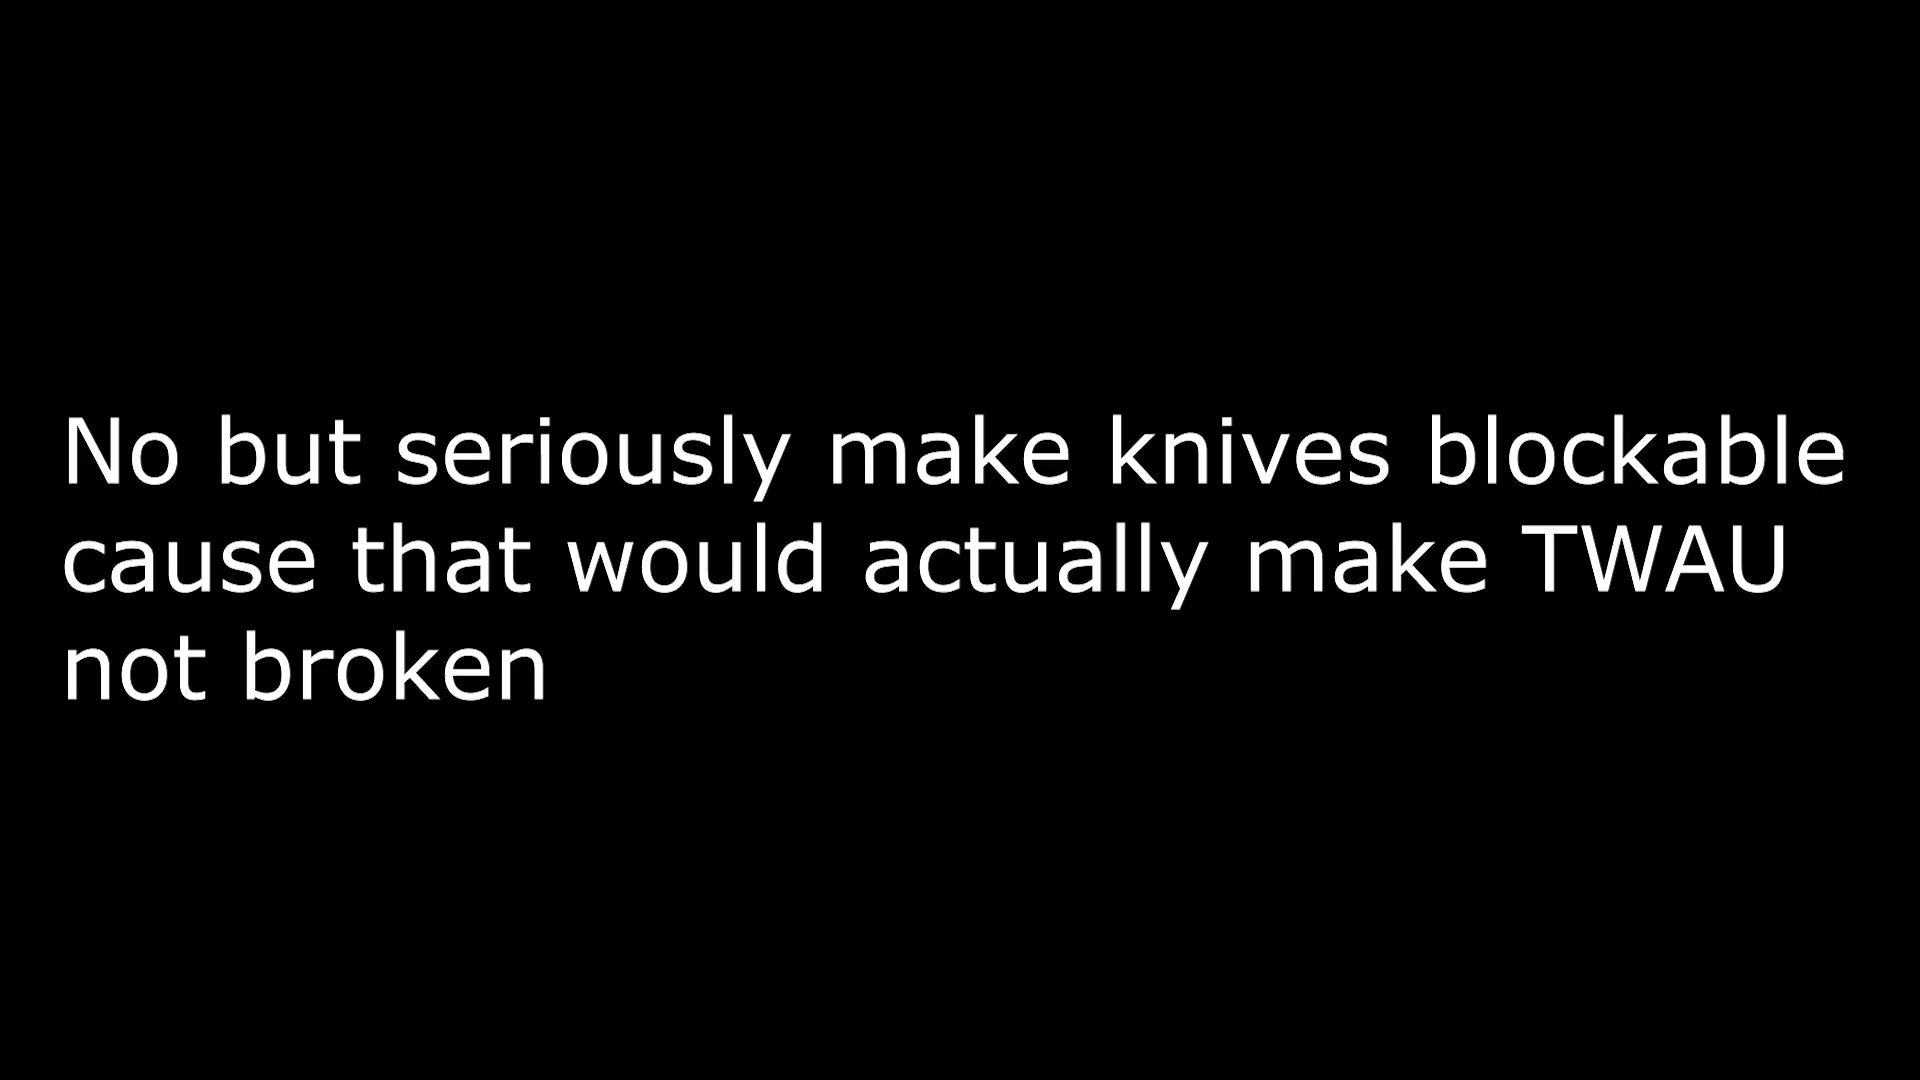 No but seriously make knives blockable
cause that would actually make TWAU
not broken